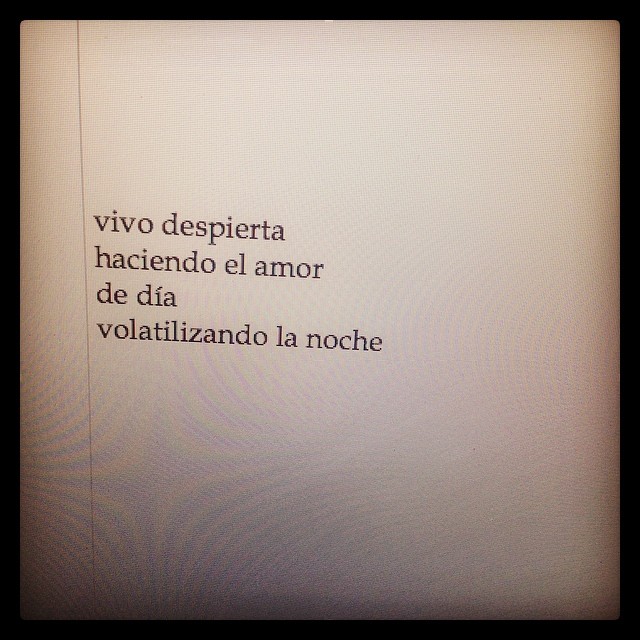 vivo despierta
haciendo el amor
de día
volatilizando la noche